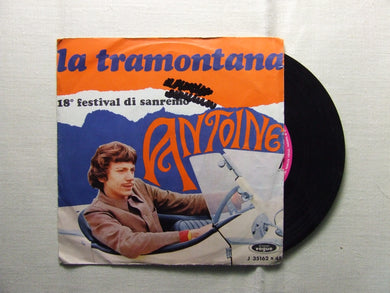 la tramontana
18° festival di sanremo
ANTOINE
vogue
J 35162 x 45